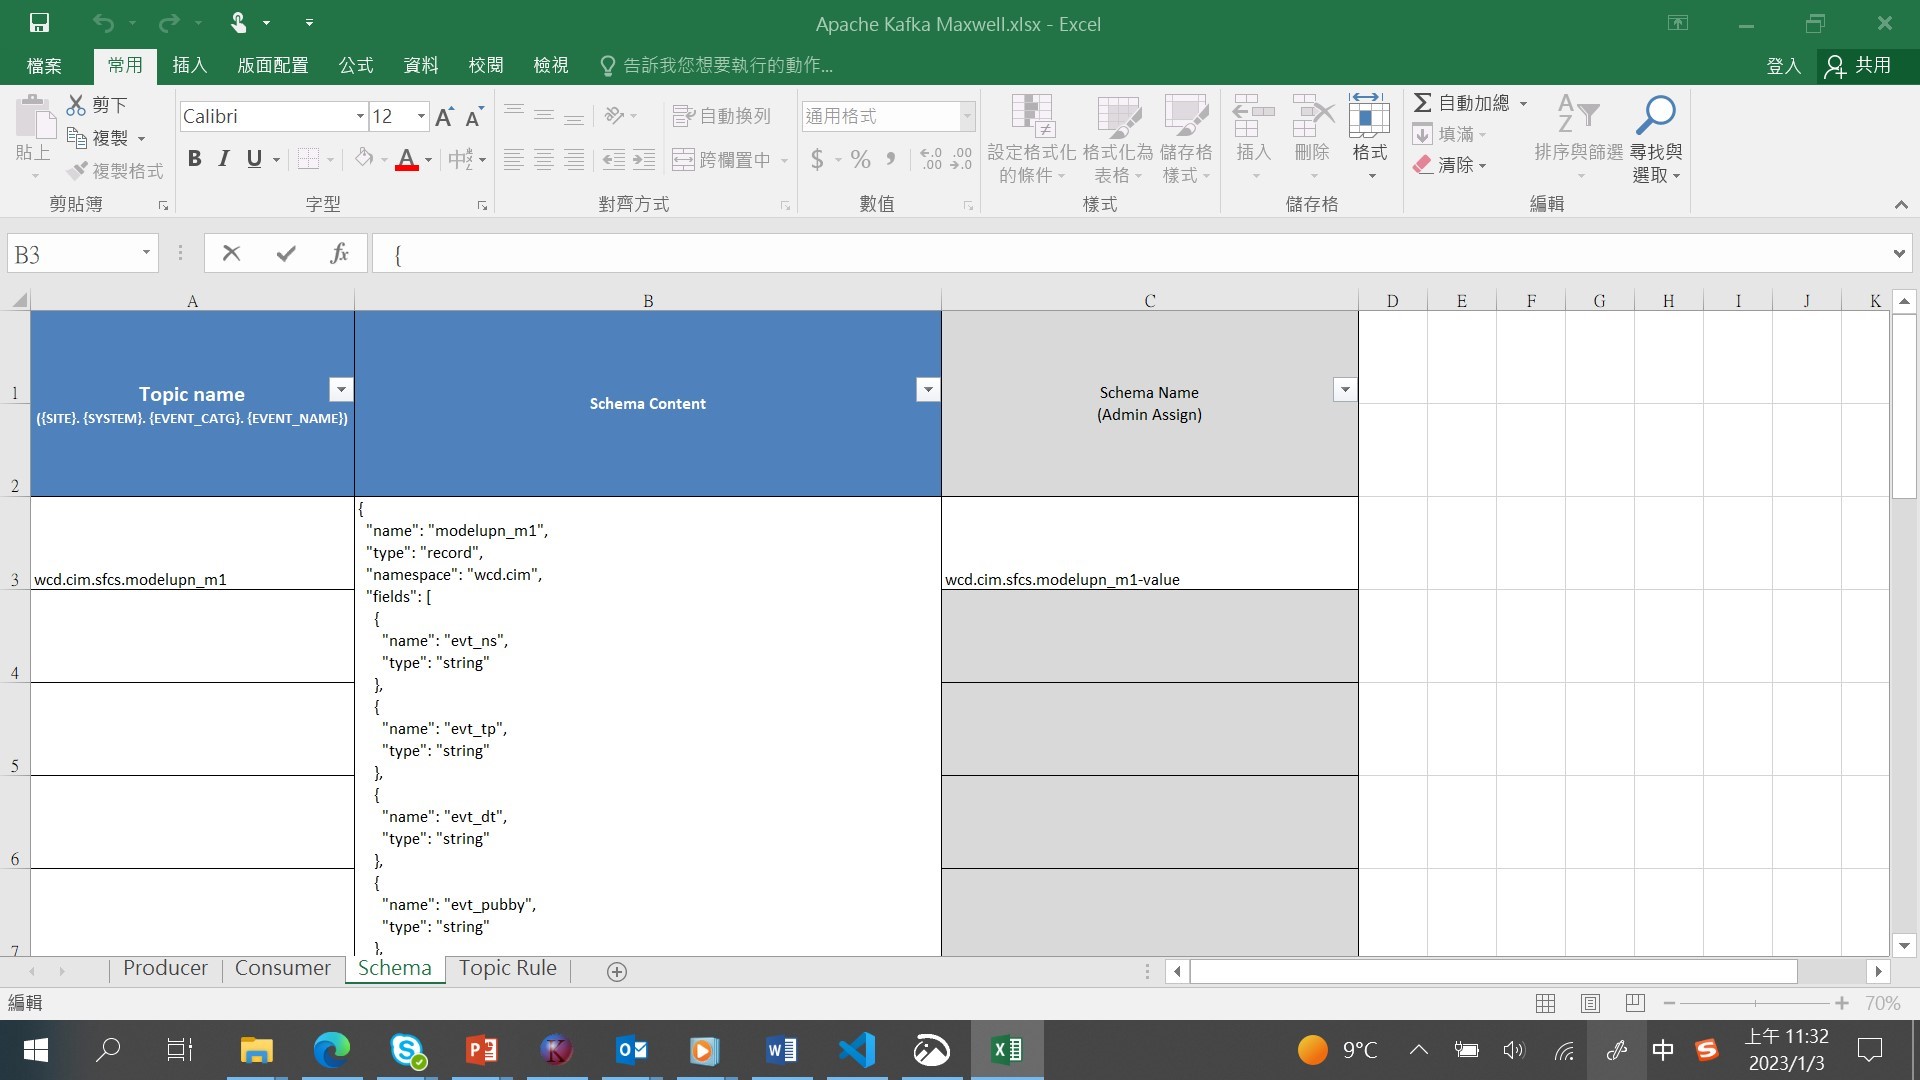 Apache Kafka Maxwell.xlsx - Excel
檔案 常用 插入 版面配置 公式 資料 校閱 檢視 告訴我您想要執行的動作... 登入 共用
貼上
剪下
複製
複製格式
剪貼簿
Calibri 12
B I U A 中
字型
自動換列
跨欄置中
對齊方式
通用格式
$ % , .00 .00
數值
設定格式化的條件
格式化為表格
儲存格樣式
樣式
插入
刪除
格式
儲存格
自動加總
填滿
清除
排序與篩選
尋找與選取
編輯
B3 fx {
A B C D E F G H I J K
1
2
3
4
5
6
7
Topic name
({SITE}. {SYSTEM}. {EVENT_CATG}. {EVENT_NAME})
Schema Content
Schema Name
(Admin Assign)
wcd.cim.sfcs.modelupn_m1
{
"name": "modelupn_m1",
"type": "record",
"namespace": "wcd.cim",
"fields": [
{
"name": "evt_ns",
"type": "string"
},
{
"name": "evt_tp",
"type": "string"
},
{
"name": "evt_dt",
"type": "string"
},
{
"name": "evt_pubby",
"type": "string"
},
wcd.cim.sfcs.modelupn_m1-value
Producer Consumer Schema Topic Rule
編輯 70%
9°C 中 上午 11:32
2023/1/3